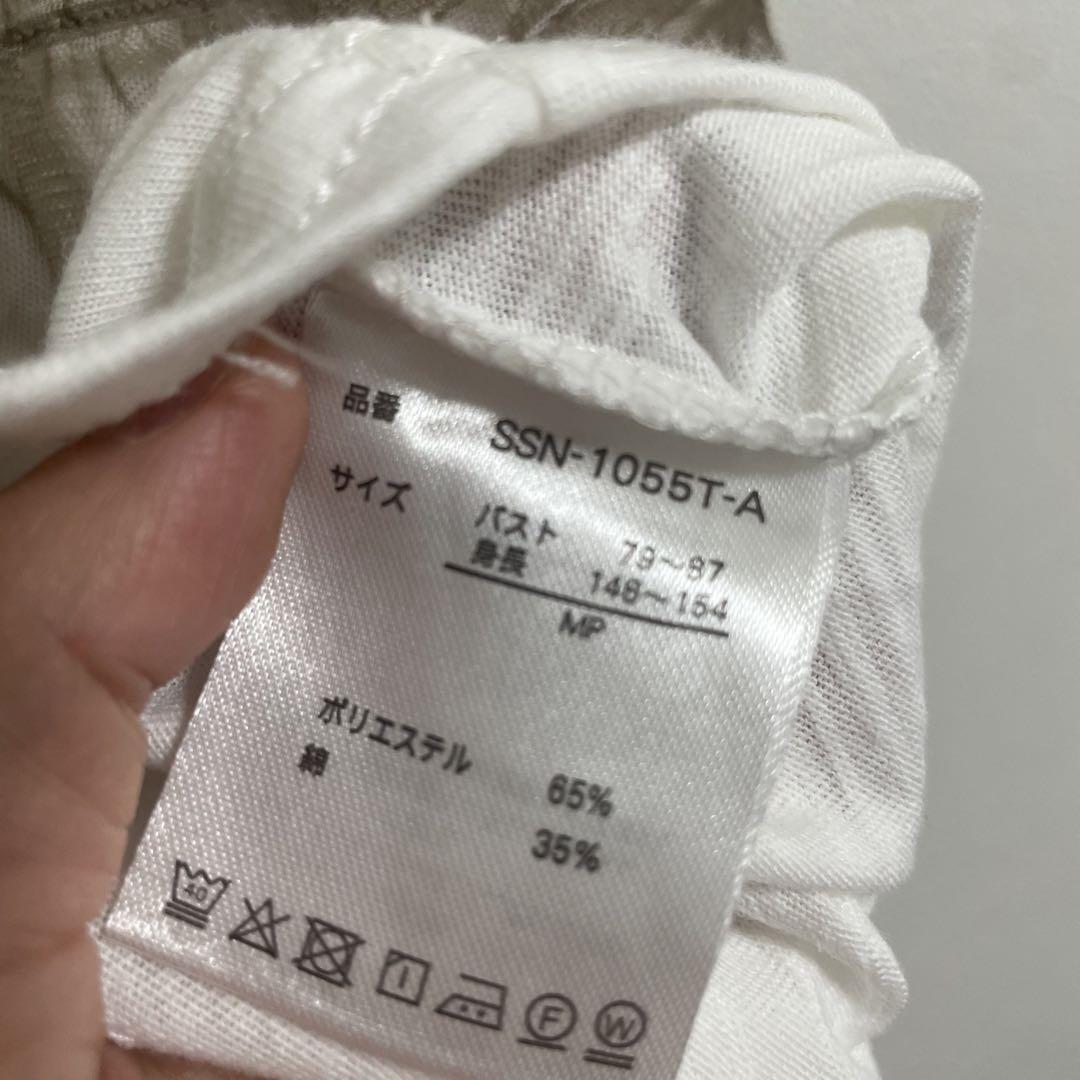 品番 SSN-1055T-A
サイズ バスト 79～87
身長 148～154
MP
ポリエステル 65%
綿 35%
40
F W